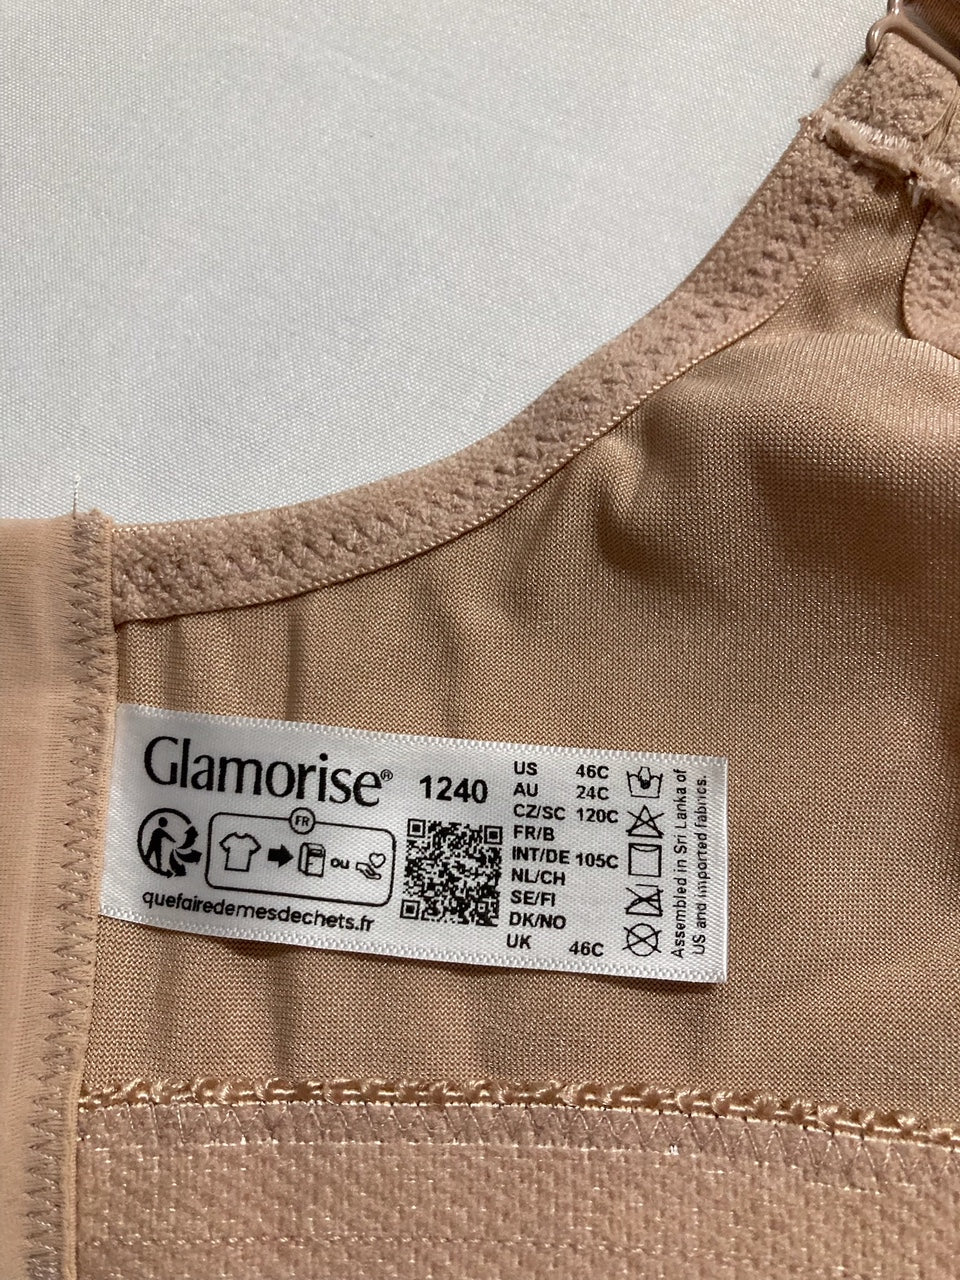 Glamorise®
1240
FR
OU
quefairedemesdechets.fr
US 46C
AU 24C
CZ/SC 120C
FR/B
INT/DE 105C
NL/CH
SE/FI
DK/NO
UK 46C
Assembled in Sri Lanka of
US and imported fabrics.